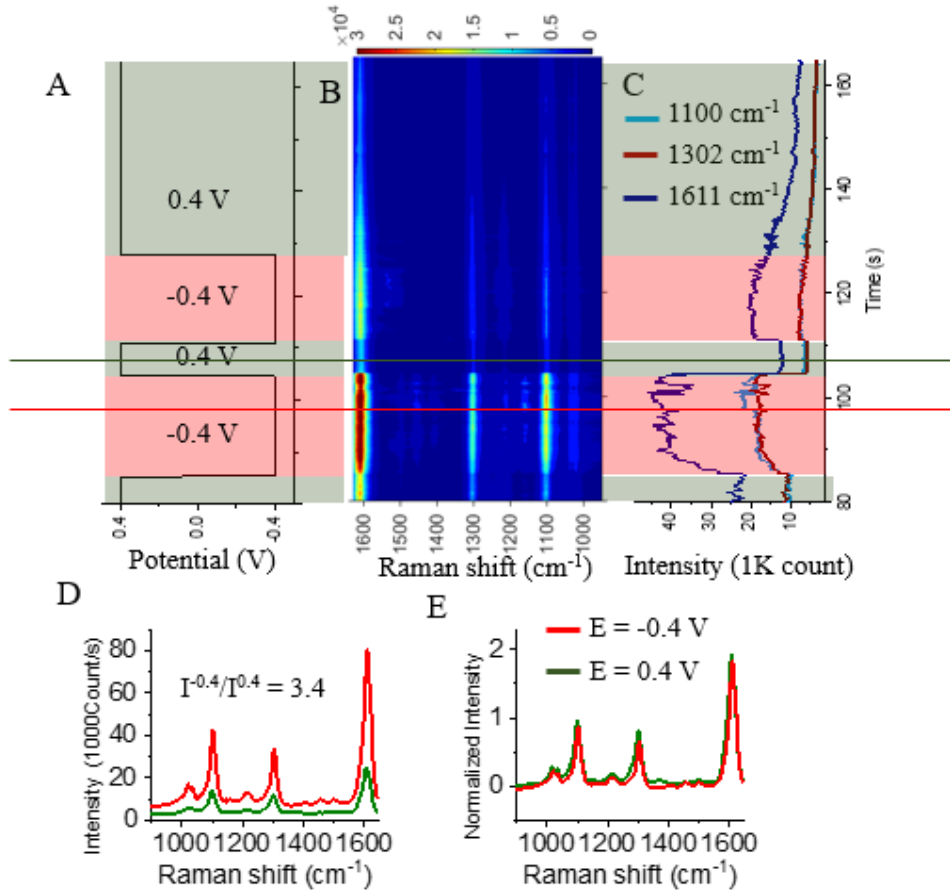 ×10⁴
3 2 1.5 1 0.5 0
A
B
C
1100 cm⁻¹
1302 cm⁻¹
1611 cm⁻¹
0.4 V
-0.4 V
0.4 V
-0.4 V
160
140
120
100
80
Time (s)
0.4 0.0 -0.4
Potential (V)
1600 1500 1400 1300 1200 1100 1000
Raman shift (cm⁻¹)
40 30 20 10
Intensity (1K count)
D
80
60
40
20
0
Intensity (1000Count/s)
I⁻⁰·⁴/I⁰·⁴ = 3.4
1000 1200 1400 1600
Raman shift (cm⁻¹)
E
E = -0.4 V
E = 0.4 V
2
1
0
Normalized Intensity
1000 1200 1400 1600
Raman shift (cm⁻¹)